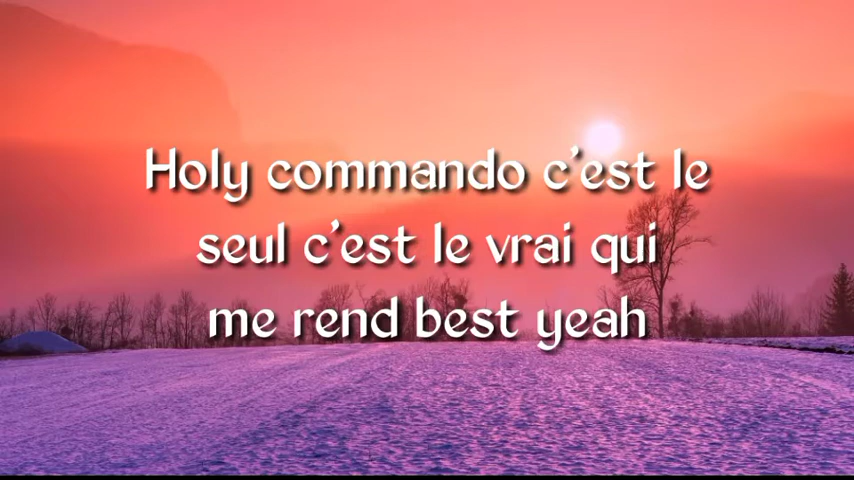 Holy commando c'est le
seul c'est le vrai qui
me rend best yeah